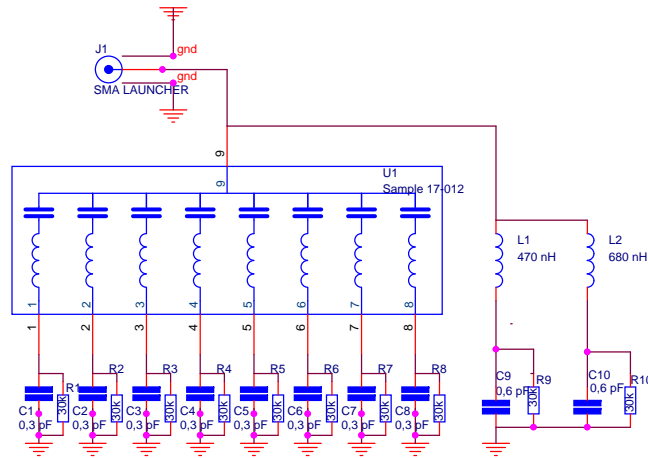 J1
gnd
gnd
SMA LAUNCHER
9
9
U1
Sample 17-012
L1
470 nH
L2
680 nH
1 2 3 4 5 6 7 8
1 2 3 4 5 6 7 8
R1 R2 R3 R4 R5 R6 R7 R8
C9 R9
C10 R10
0,6 pF 30k
0,6 pF 30k
30k 30k 30k 30k 30k 30k 30k 30k
C1 C2 C3 C4 C5 C6 C7 C8
0,3 pF 0,3 pF 0,3 pF 0,3 pF 0,3 pF 0,3 pF 0,3 pF 0,3 pF